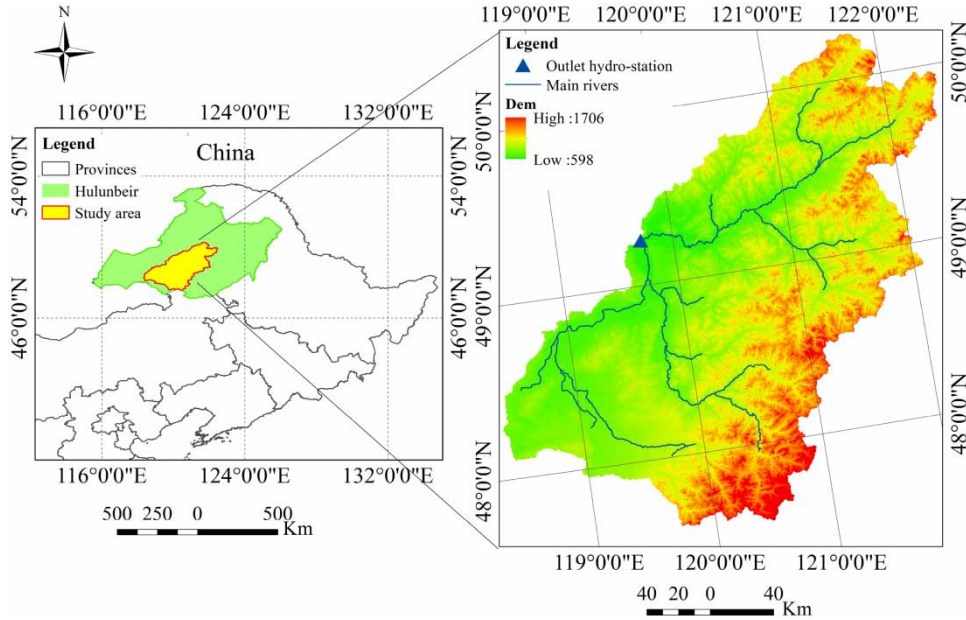 N
116°0'0"E 124°0'0"E 132°0'0"E
54°0'0"N
46°0'0"N
Legend
Provinces
Hulunbeir
Study area
China
54°0'0"N
46°0'0"N
116°0'0"E 124°0'0"E 132°0'0"E
500 250 0 500
Km
119°0'0"E 120°0'0"E 121°0'0"E 122°0'0"E
50°0'0"N
49°0'0"N
48°0'0"N
Legend
Outlet hydro-station
Main rivers
Dem
High :1706
Low :598
50°0'0"N
49°0'0"N
48°0'0"N
119°0'0"E 120°0'0"E 121°0'0"E
40 20 0 40
Km